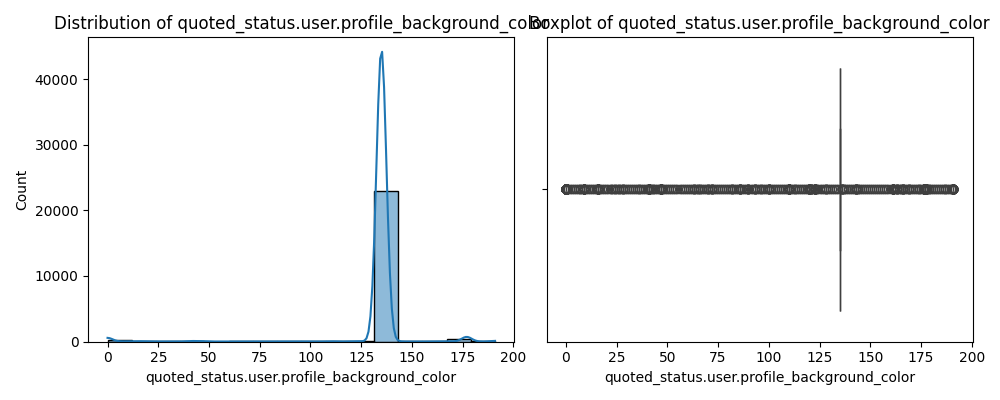 Distribution of quoted_status.user.profile_background_color
Boxplot of quoted_status.user.profile_background_color
Count
40000
30000
20000
10000
0
0 25 50 75 100 125 150 175 200
quoted_status.user.profile_background_color
0 25 50 75 100 125 150 175 200
quoted_status.user.profile_background_color